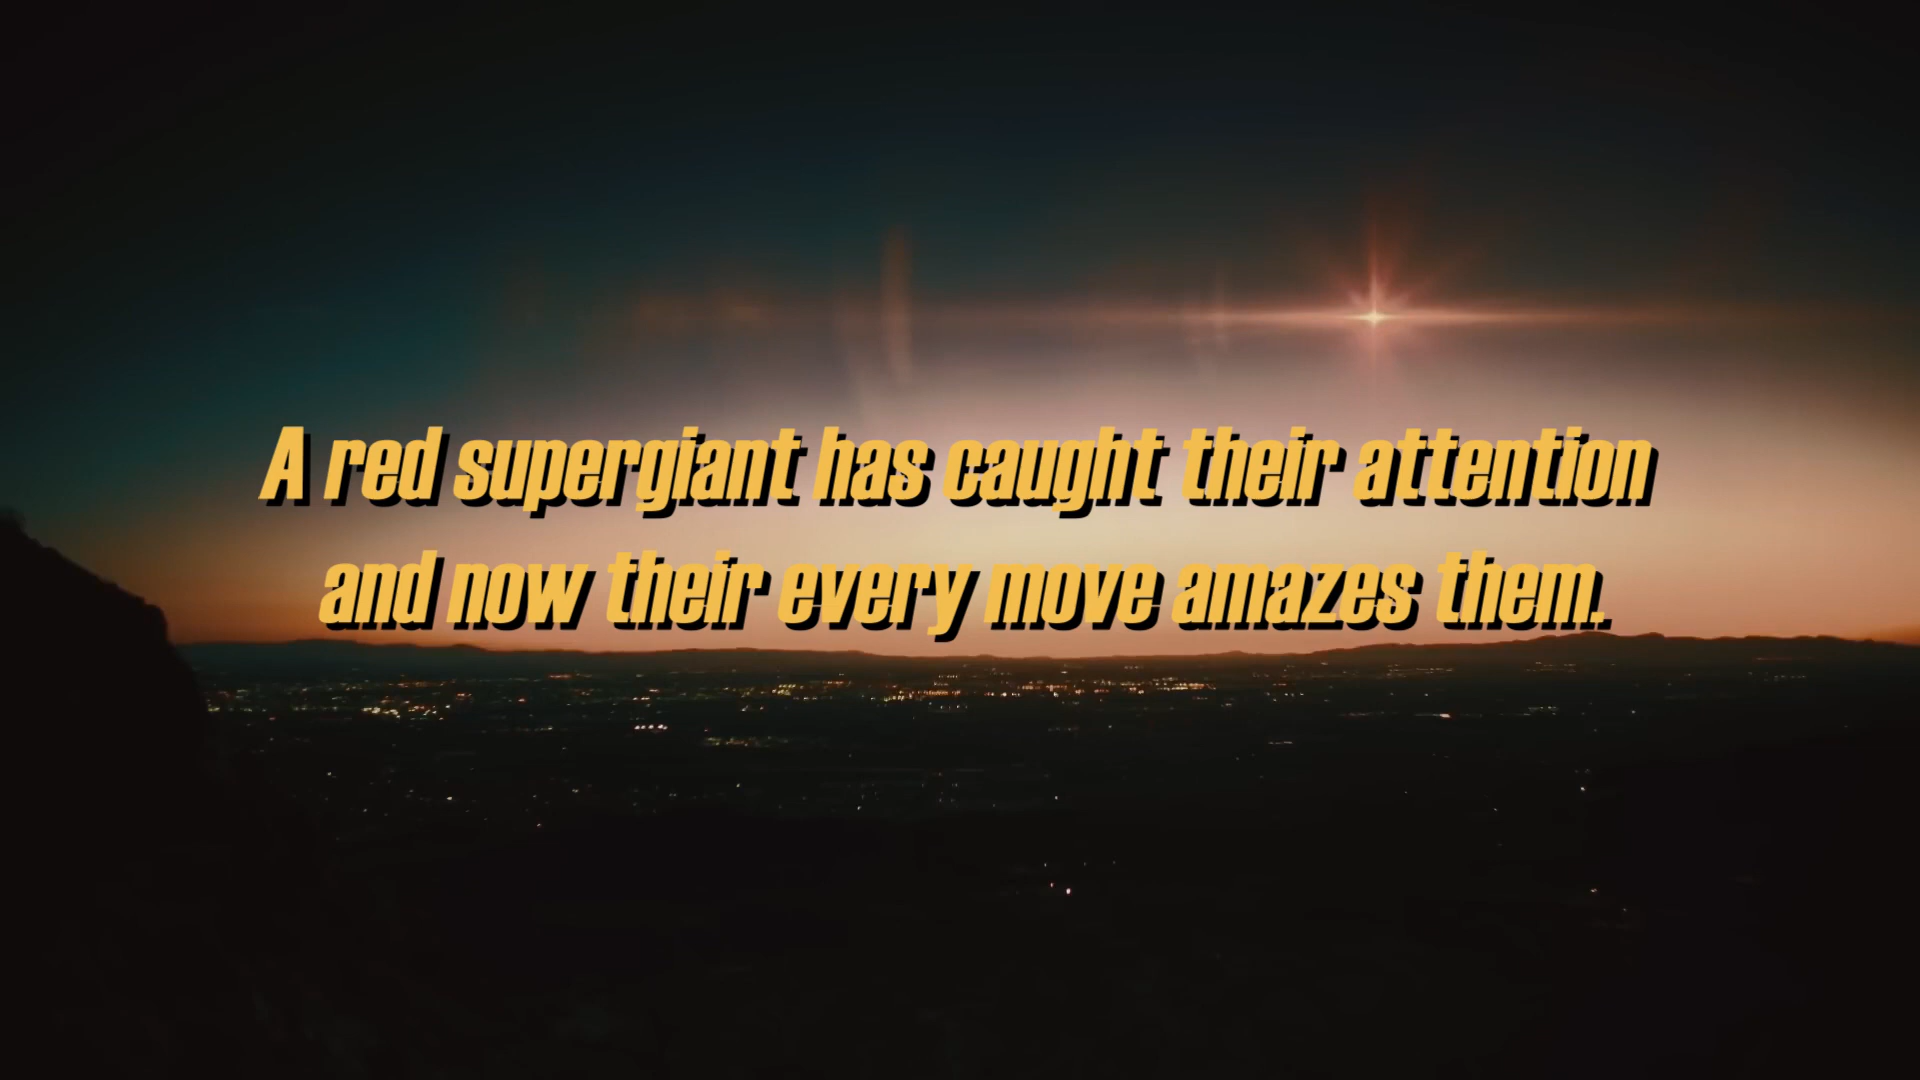 A red supergiant has caught their attention
and now their every move amazes them.